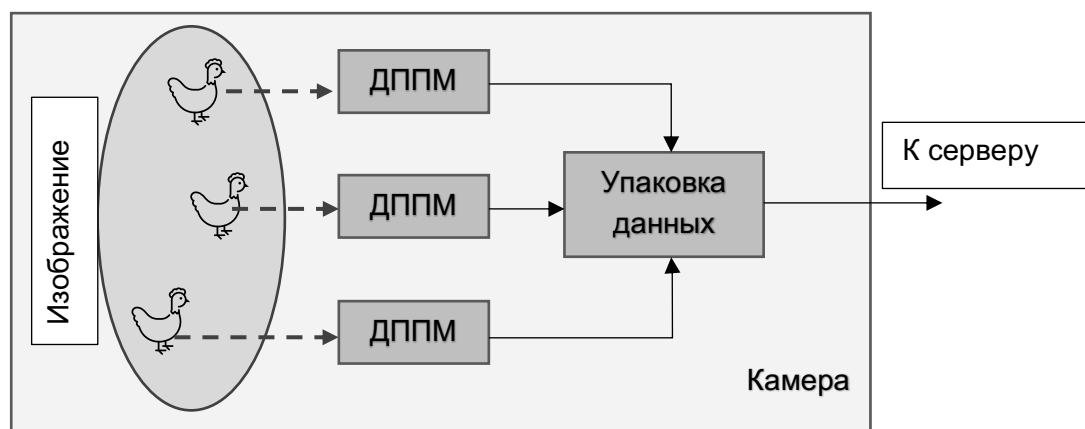 Изображение
ДППМ
ДППМ
ДППМ
Упаковка
данных
К серверу
Камера